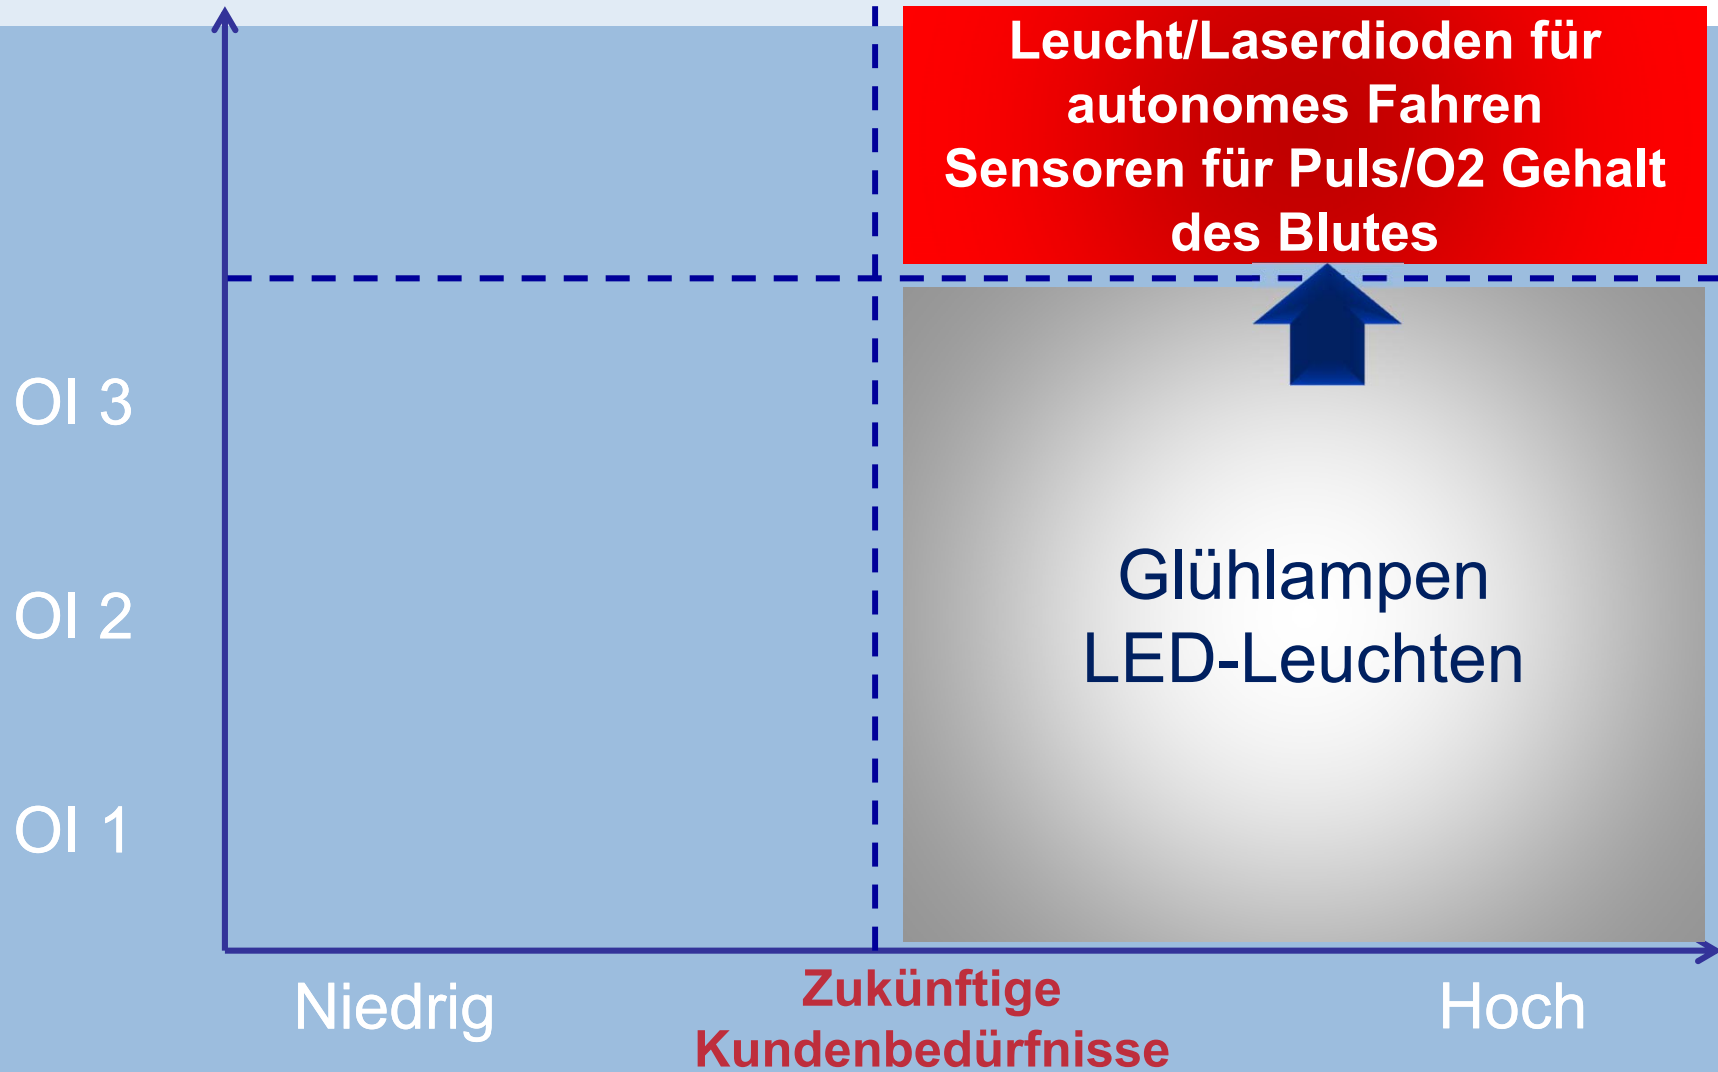 Leucht/Laserdioden für
autonomes Fahren
Sensoren für Puls/O2 Gehalt
des Blutes
OI 3
Glühlampen
OI 2
LED-Leuchten
OI 1
Niedrig
Zukünftige
Kundenbedürfnisse
Hoch